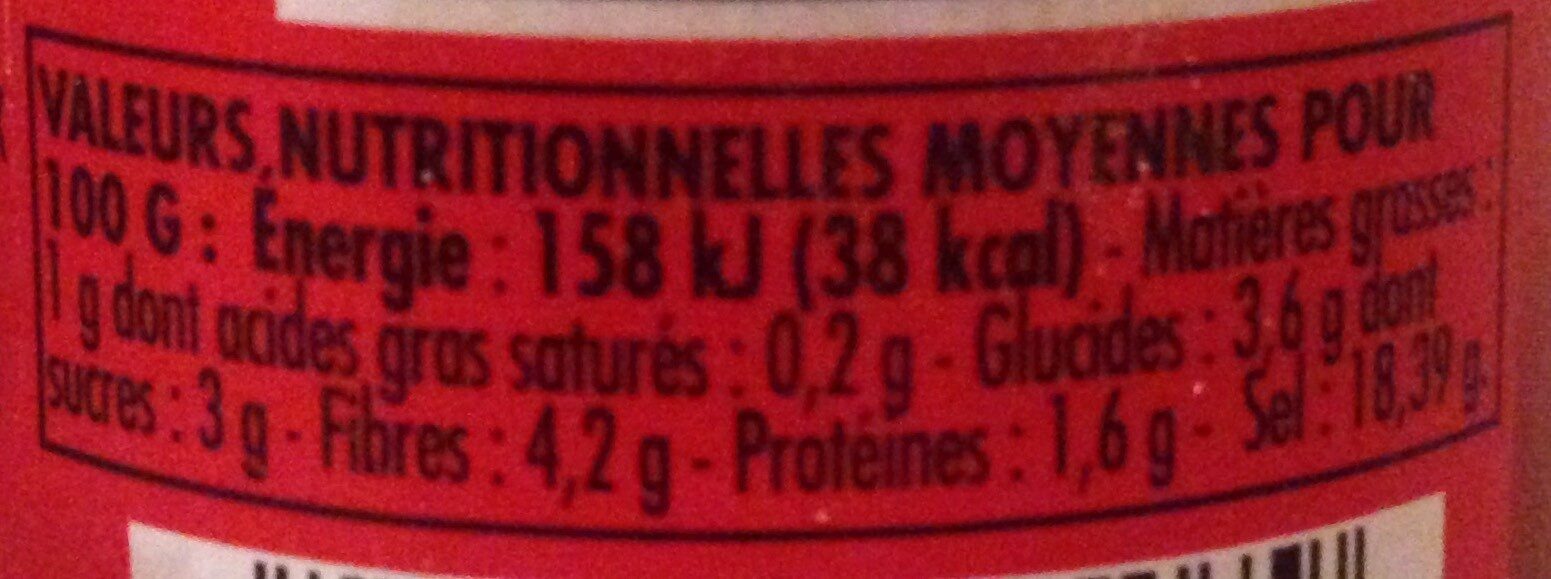 VALEURS NUTRITIONNELLES MOYENNES POUR
100 G : Énergie : 158 kJ (38 kcal) - Matières grasses :
1 g dont acides gras saturés : 0,2 g - Glucides : 3,6 g dont
sucres : 3 g - Fibres : 4,2 g - Protéines : 1,6 g - Sel : 18,39 g.